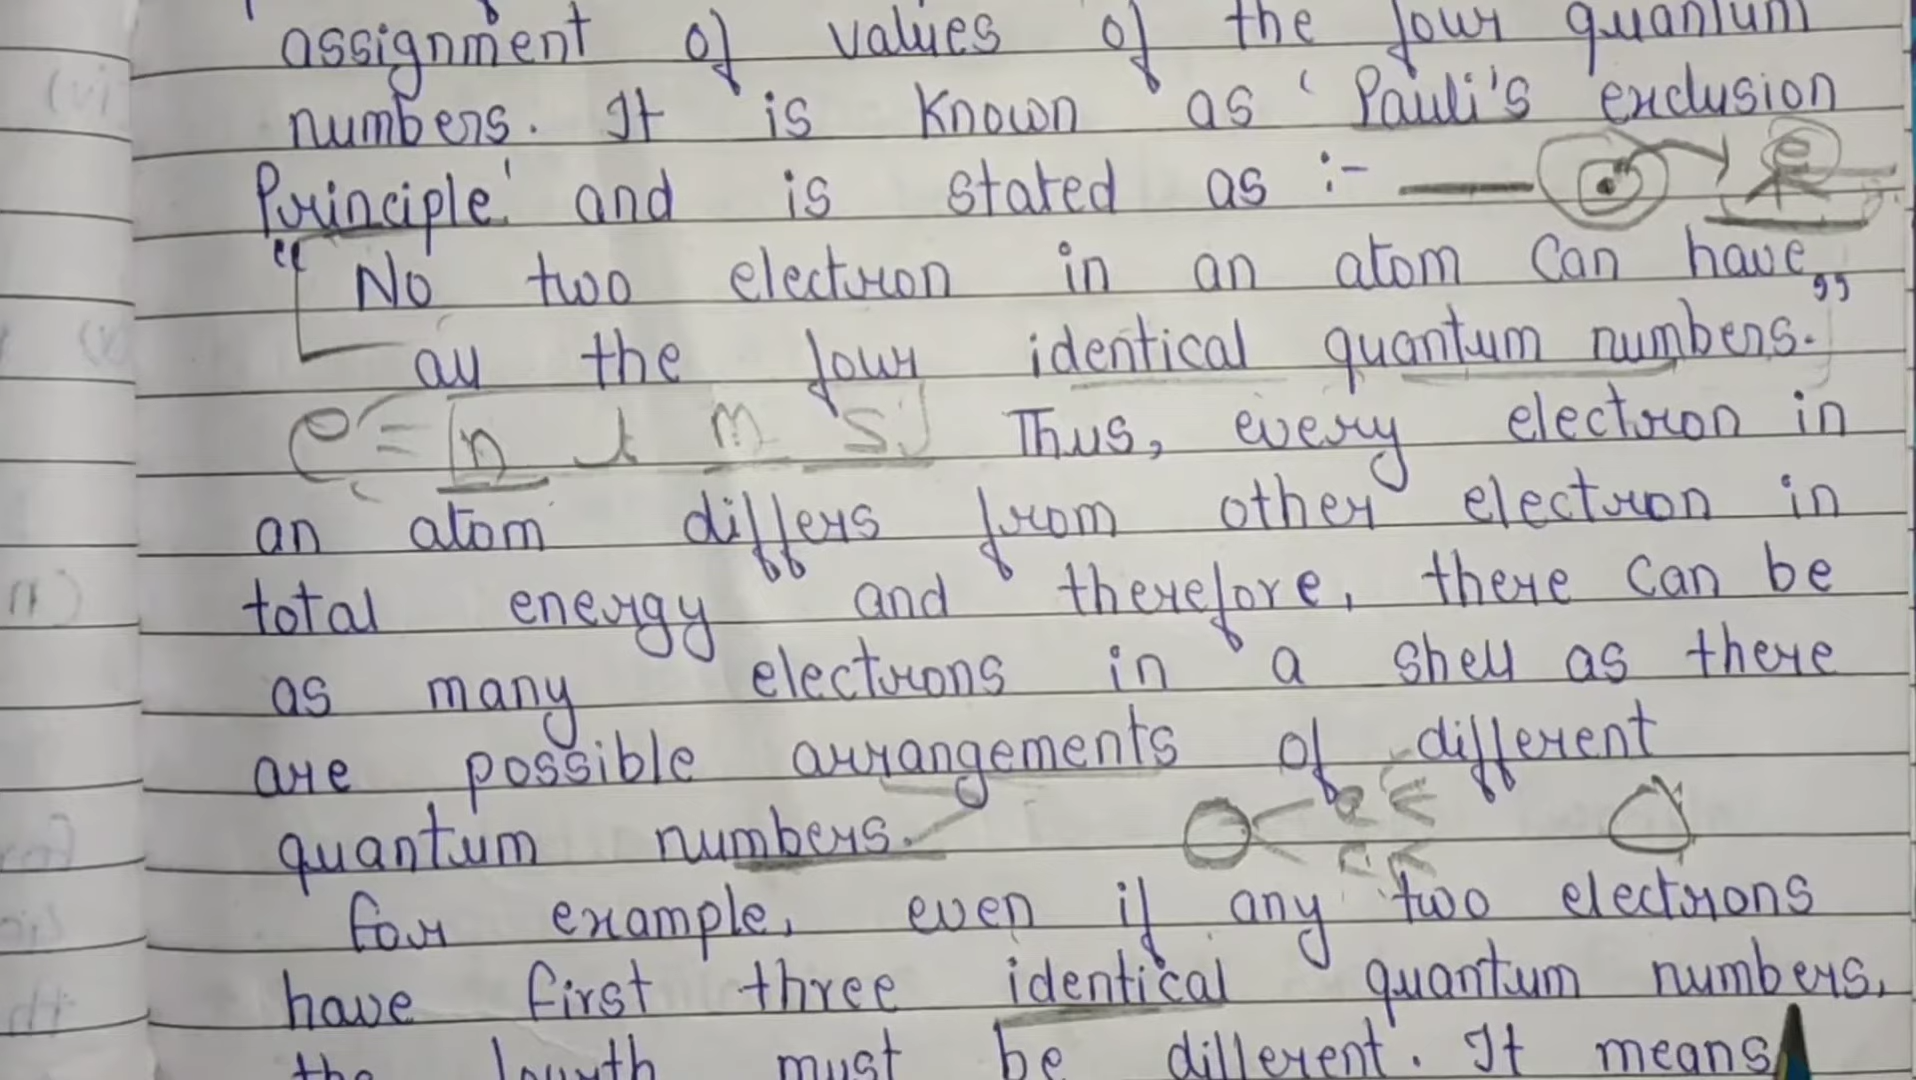 assignment of values of the four quantum
numbers. It is known as 'Pauli's exclusion
Principle' and is stated as :-
" No two electron in an atom can have
all the four identical quantum numbers."
e = n l m s Thus, every electron in
an atom differs from other electron in
total energy and therefore, there can be
as many electrons in a shell as there
are possible arrangements of different
quantum numbers.
For example, even if any two electrons
have first three identical quantum numbers,
the fourth must be different. It means